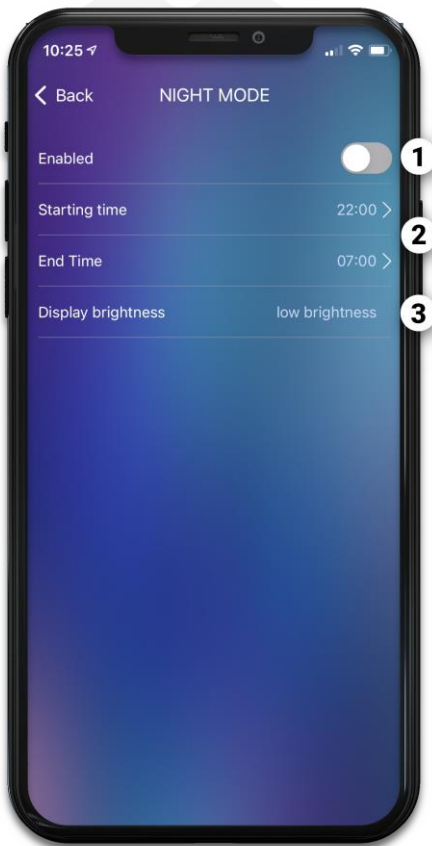 10:25
Back NIGHT MODE
Enabled 1
Starting time 22:00
2
End Time 07:00
Display brightness low brightness 3